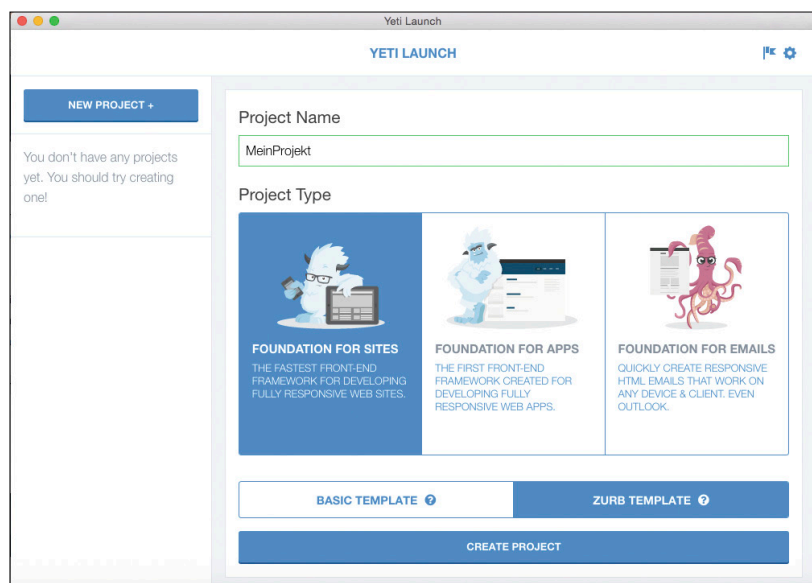 Yeti Launch
YETI LAUNCH
NEW PROJECT +
You don't have any projects
yet. You should try creating
one!
Project Name
MeinProjekt
Project Type
FOUNDATION FOR SITES
THE FASTEST FRONT-END
FRAMEWORK FOR DEVELOPING
FULLY RESPONSIVE WEB SITES.
FOUNDATION FOR APPS
THE FIRST FRONT-END
FRAMEWORK CREATED FOR
DEVELOPING FULLY
RESPONSIVE WEB APPS.
FOUNDATION FOR EMAILS
QUICKLY CREATE RESPONSIVE
HTML EMAILS THAT WORK ON
ANY DEVICE & CLIENT. EVEN
OUTLOOK.
BASIC TEMPLATE ?
ZURB TEMPLATE ?
CREATE PROJECT